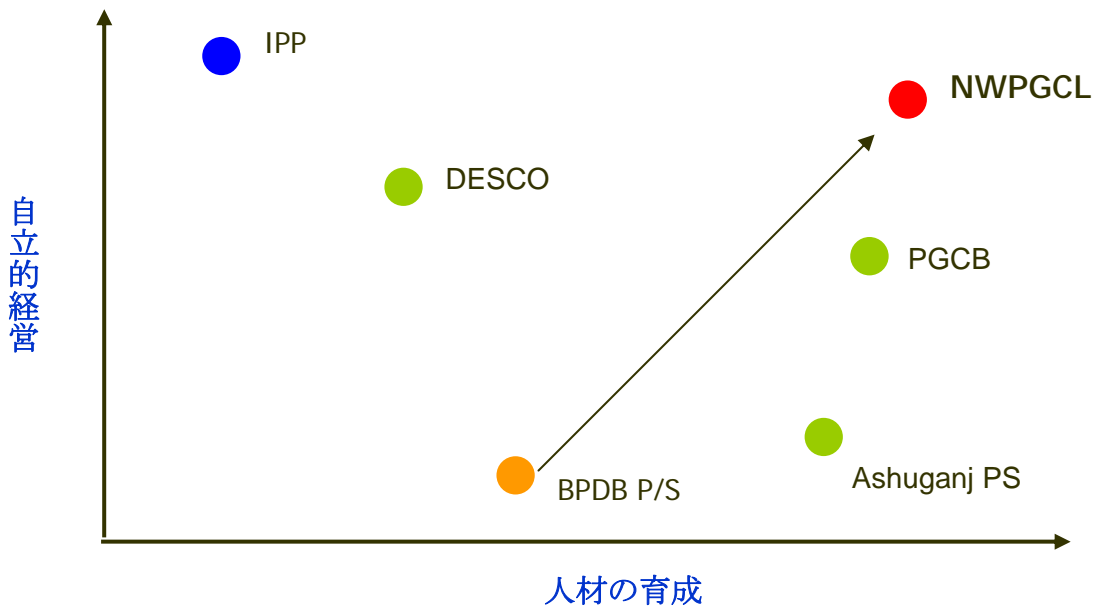 IPP
NWPGCL
DESCO
自立的経営
PGCB
Ashuganj PS
BPDB P/S
人材の育成